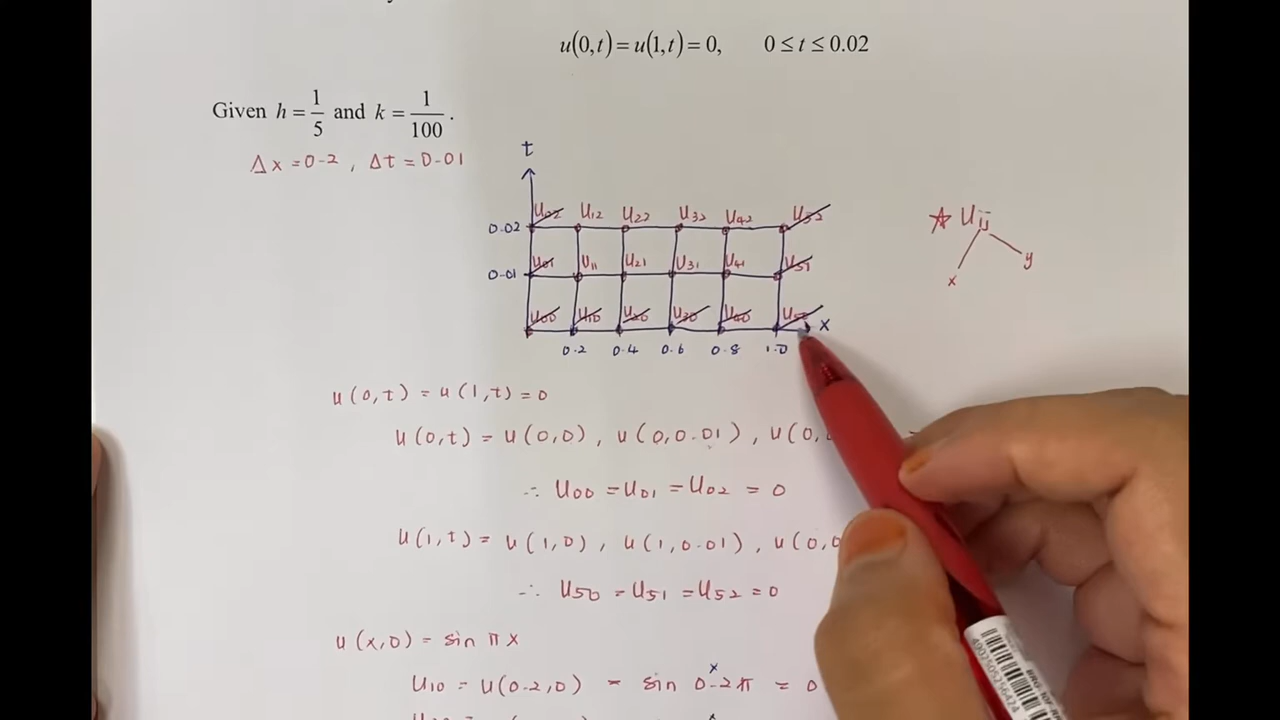 u(0,t) = u(1,t) = 0, 0 ≤ t ≤ 0.02
Given h = 1/5 and k = 1/100 .
Δx = 0.2 , Δt = 0.01
t
0.02 U02 U12 U22 U32 U42 U52
0.01 U01 U11 U21 U31 U41 U51
U00 U10 U20 U30 U40 x
0.2 0.4 0.6 0.8 1.0
☆ Uij
x y
u(0,t) = u(1,t) = 0
u(0,t) = u(0,0) , u(0,0.01) , u(0,
∴ U00 = U01 = U02 = 0
u(1,t) = u(1,0) , u(1,0.01) , u(0,0
∴ U50 = U51 = U52 = 0
u(x,0) = sin πx
x
U10 = u(0.2,0) = sin 0.2π = 0
4902505256424